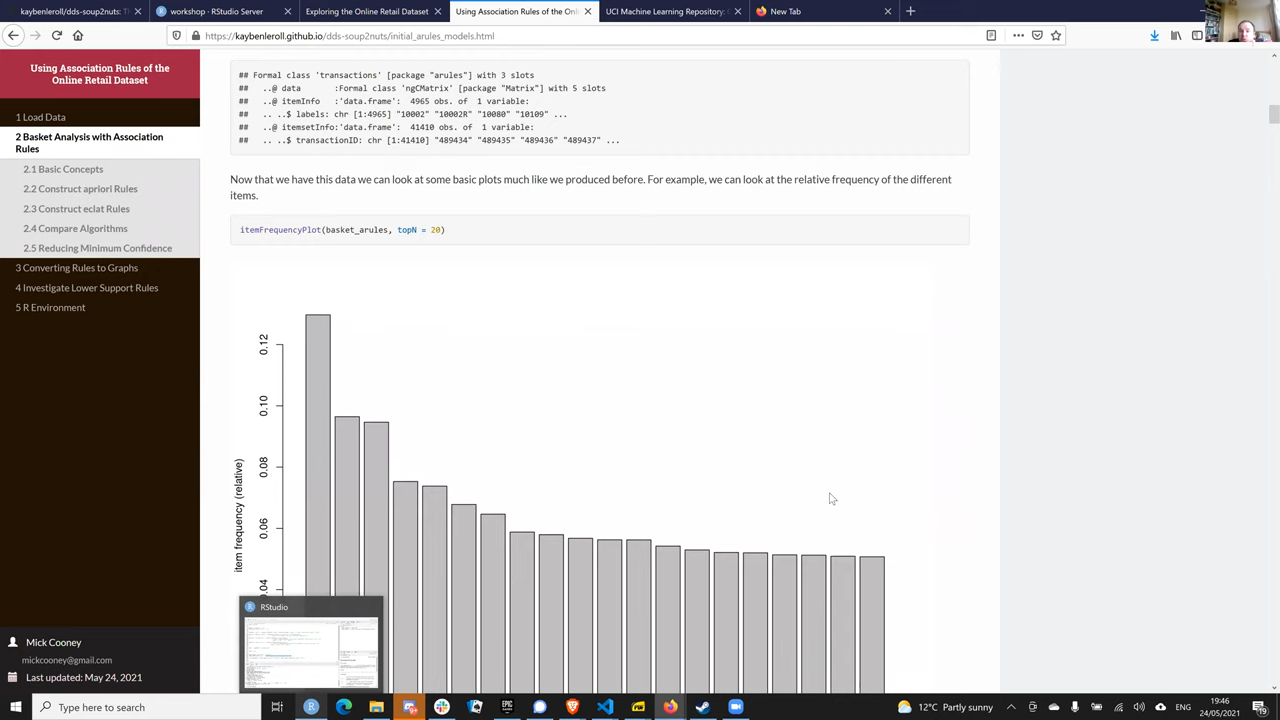 kaybenleroll/dds-soup2nuts: Th
workshop - RStudio Server
Exploring the Online Retail Dataset
Using Association Rules of the Onli
UCI Machine Learning Repository: O
New Tab
https://kaybenleroll.github.io/dds-soup2nuts/initial_arules_models.html
Using Association Rules of the
Online Retail Dataset
1 Load Data
2 Basket Analysis with Association
Rules
2.1 Basic Concepts
2.2 Construct apriori Rules
2.3 Construct eclat Rules
2.4 Compare Algorithms
2.5 Reducing Minimum Confidence
3 Converting Rules to Graphs
4 Investigate Lower Support Rules
5 R Environment
Mick Cooney
mickcooney@gmail.com
Last updated: May 24, 2021
## Formal class 'transactions' [package "arules"] with 3 slots
## ..@ data :Formal class 'ngCMatrix' [package "Matrix"] with 5 slots
## ..@ itemInfo :'data.frame': 4965 obs. of 1 variable:
## .. ..$ labels: chr [1:4965] "10002" "10002R" "10080" "10109" ...
## ..@ itemsetInfo:'data.frame': 41410 obs. of 1 variable:
## .. ..$ transactionID: chr [1:41410] "489434" "489435" "489436" "489437" ...
Now that we have this data we can look at some basic plots much like we produced before. For example, we can look at the relative frequency of the different
items.
itemFrequencyPlot(basket_arules, topN = 20)
item frequency (relative)
0.12
0.10
0.08
0.06
0.04
RStudio
Type here to search
12°C Partly sunny
ENG
19:46
24/05/2021
19